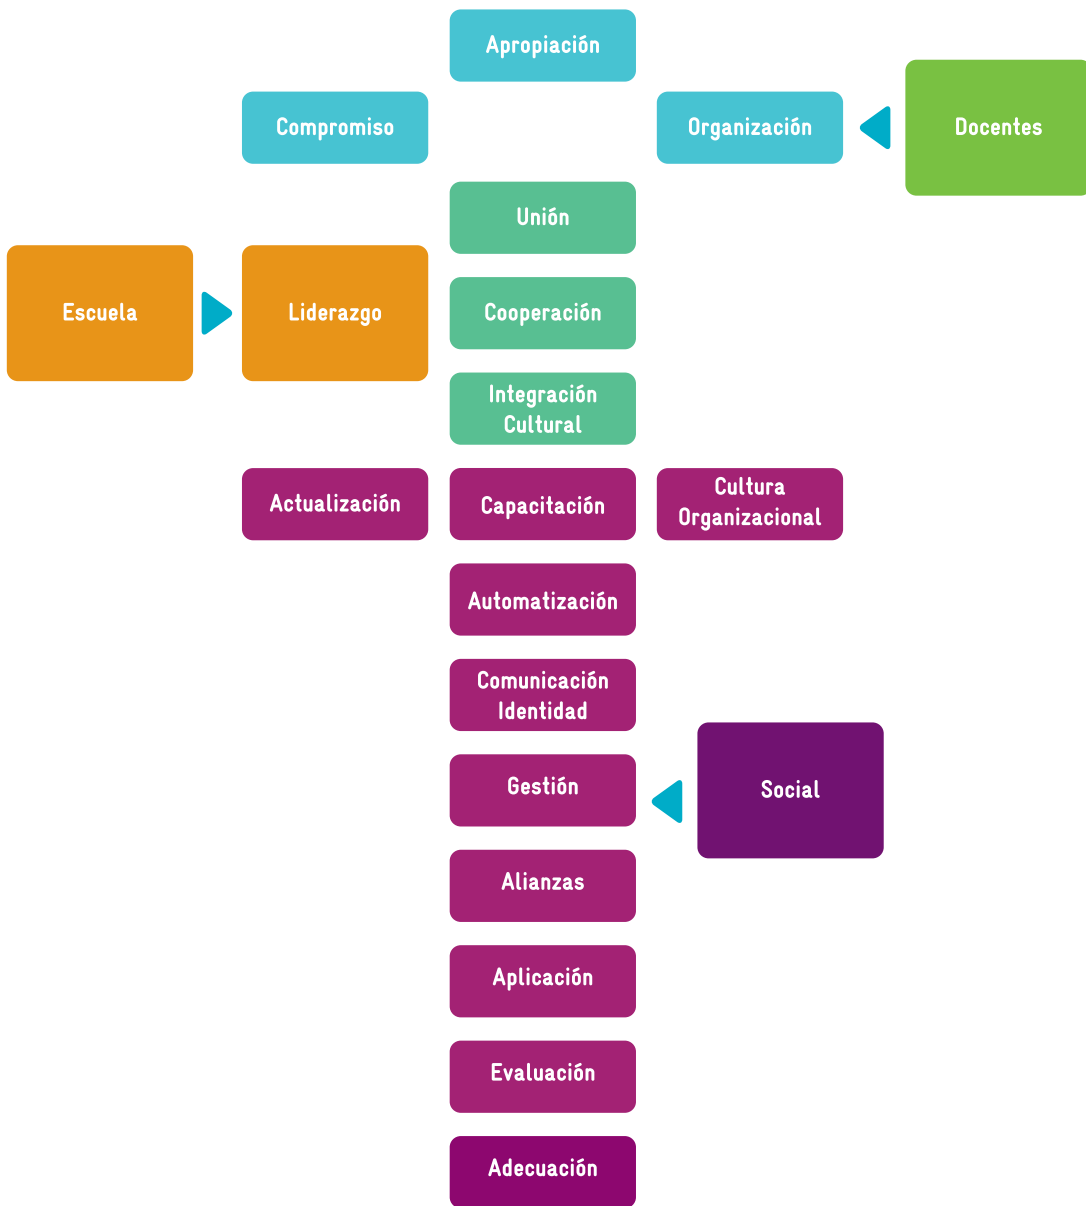 Apropiación
Compromiso
Organización
Docentes
Unión
Escuela
Liderazgo
Cooperación
Integración
Cultural
Actualización
Capacitación
Cultura
Organizacional
Automatización
Comunicación
Identidad
Gestión
Social
Alianzas
Aplicación
Evaluación
Adecuación